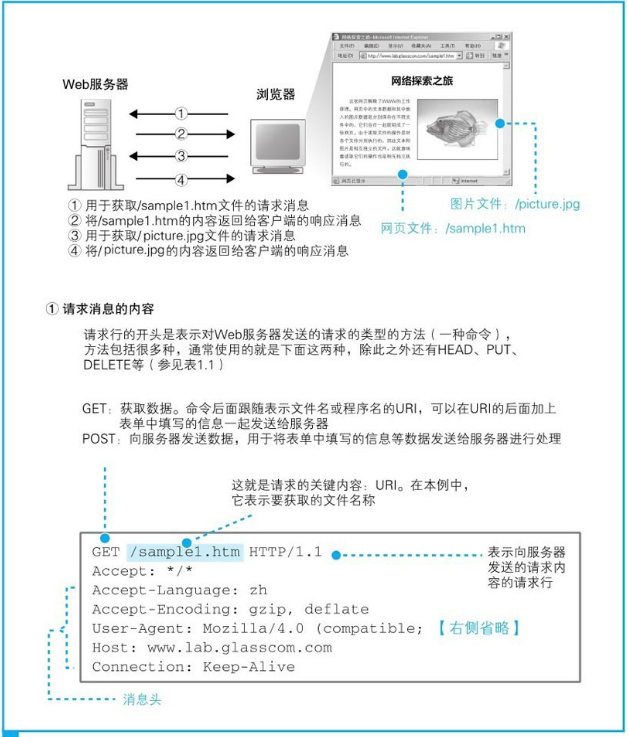 网络探索之旅-Microsoft Internet Explorer
文件(F) 编辑(E) 显示(V) 收藏夹(A) 工具(T) 帮助(H)
地址(D) http://www.lab.glasscom.com/sample1.htm 转到 链接
网络探索之旅
Web服务器
浏览器
①
②
③
④
网页已显示 Internet
图片文件：/picture.jpg
网页文件：/sample1.htm
① 用于获取/sample1.htm文件的请求消息
② 将/sample1.htm的内容返回给客户端的响应消息
③ 用于获取/picture.jpg文件的请求消息
④ 将/picture.jpg的内容返回给客户端的响应消息
① 请求消息的内容
请求行的开头是表示对Web服务器发送的请求的类型的方法（一种命令），
方法包括很多种，通常使用的就是下面这两种，除此之外还有HEAD、PUT、
DELETE等（参见表1.1）
GET：获取数据。命令后面跟随表示文件名或程序名的URI，可以在URI的后面加上
表单中填写的信息一起发送给服务器
POST：向服务器发送数据，用于将表单中填写的信息等数据发送给服务器进行处理
这就是请求的关键内容：URI。在本例中，
它表示要获取的文件名称
GET /sample1.htm HTTP/1.1
表示向服务器
发送的请求内
容的请求行
Accept: */*
Accept-Language: zh
Accept-Encoding: gzip, deflate
User-Agent: Mozilla/4.0 (compatible; 【右侧省略】
Host: www.lab.glasscom.com
Connection: Keep-Alive
消息头